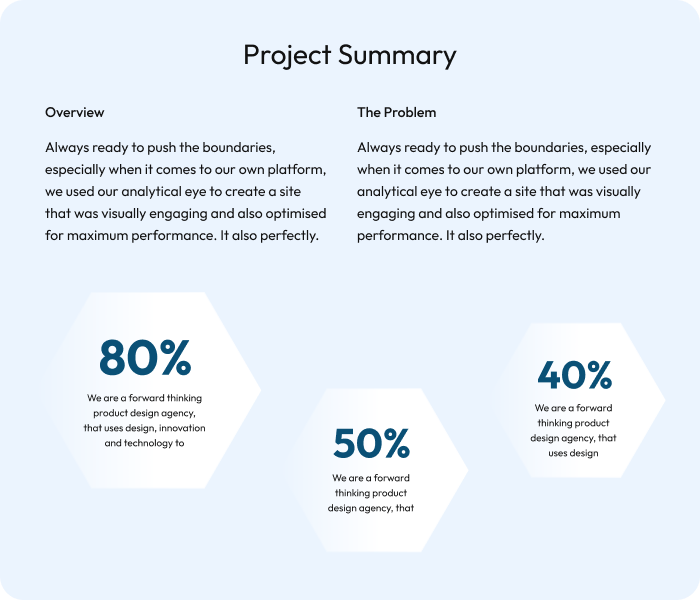 Project Summary
Overview
Always ready to push the boundaries,
especially when it comes to our own platform,
we used our analytical eye to create a site
that was visually engaging and also optimised
for maximum performance. It also perfectly.
The Problem
Always ready to push the boundaries, especially
when it comes to our own platform, we used our
analytical eye to create a site that was visually
engaging and also optimised for maximum
performance. It also perfectly.
80%
We are a forward thinking
product design agency,
that uses design, innovation
and technology to
50%
We are a forward
thinking product
design agency, that
40%
We are a forward
thinking product
design agency, that
uses design